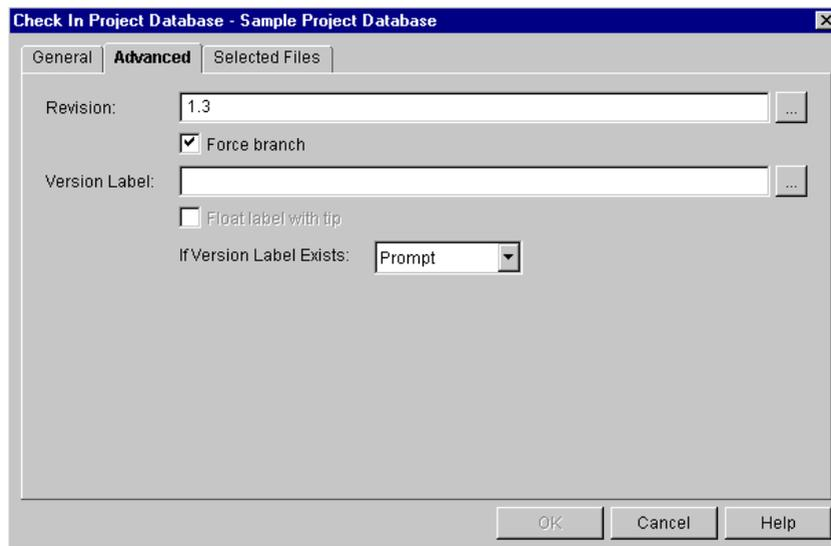 Check In Project Database - Sample Project Database
General Advanced Selected Files
Revision: 1.3 ...
Force branch
Version Label: ...
Float label with tip
If Version Label Exists: Prompt
OK Cancel Help